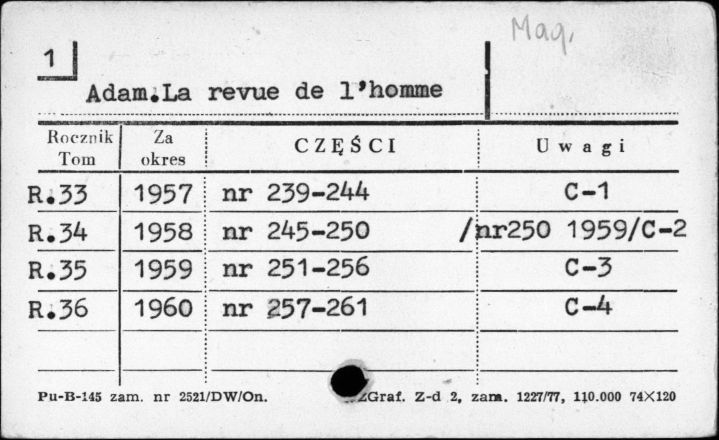 Mag.
1
Adam.La revue de l'homme
Rocznik Tom Za okres CZĘŚCI Uwagi
R.33 1957 nr 239-244 C-1
R.34 1958 nr 245-250 /nr250 1959/C-2
R.35 1959 nr 251-256 C-3
R.36 1960 nr 257-261 C-4
Pu-B-145 zam. nr 2521/DW/On. ZGraf. Z-d 2, zam. 1227/77, 110.000 74×120